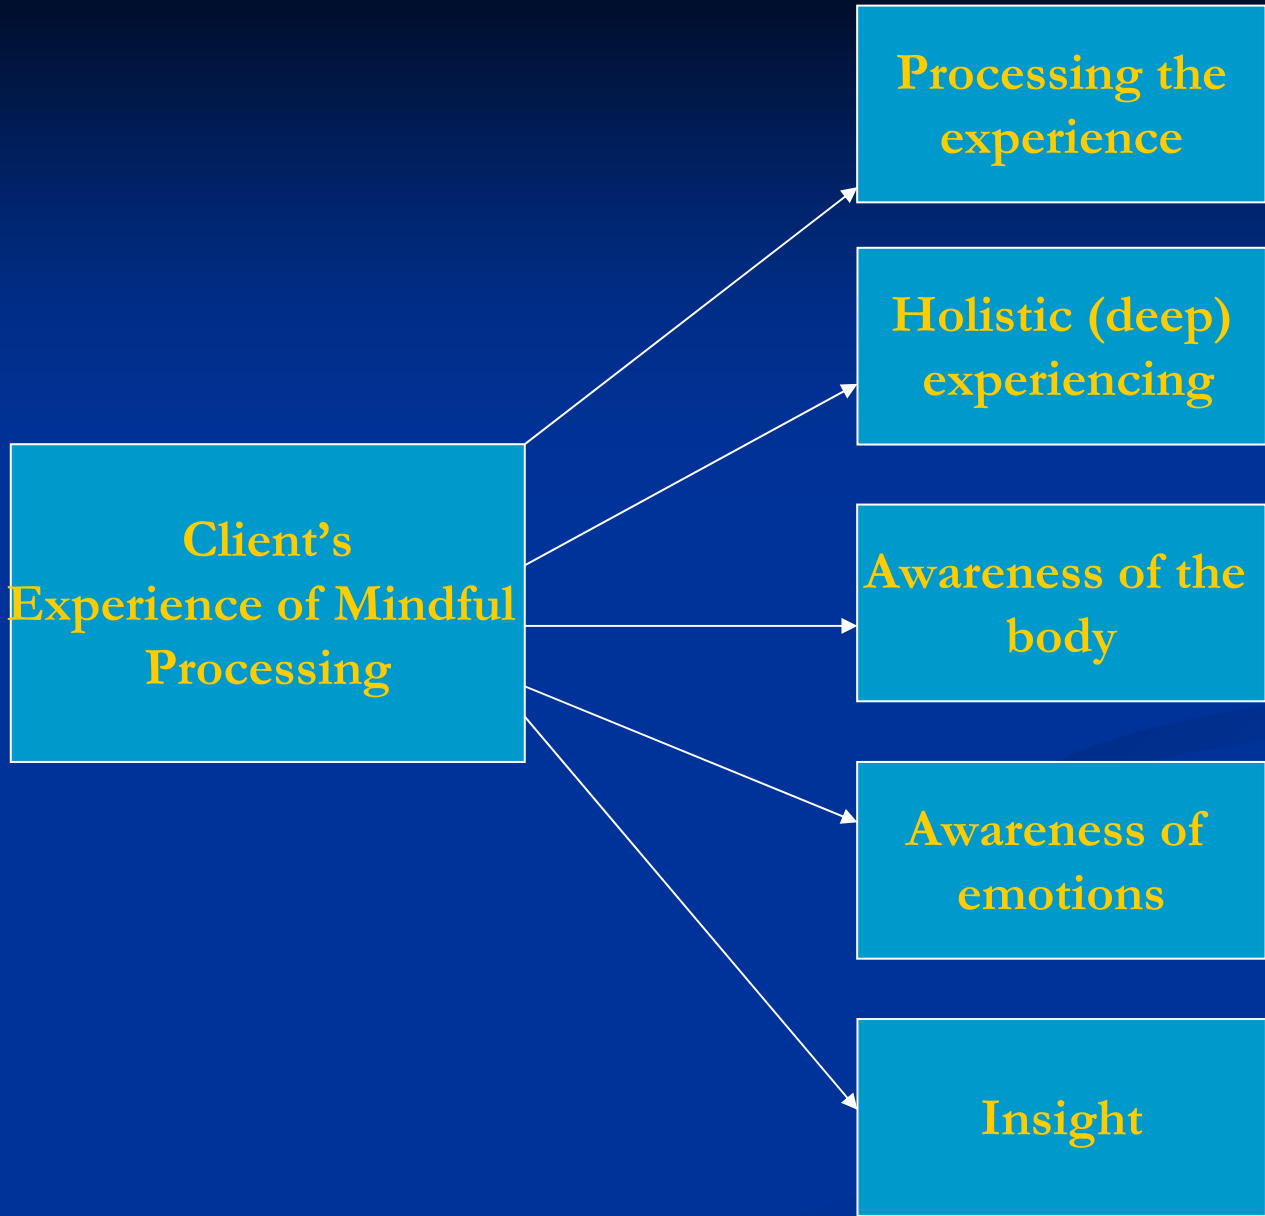 Processing the
experience
Holistic (deep)
experiencing
Client’s
Experience of Mindful
Processing
Awareness of the
body
Awareness of
emotions
Insight